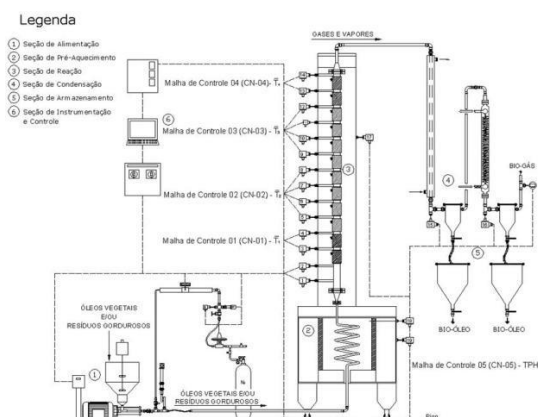 Legenda
1 Seção de Alimentação
2 Seção de Pré-Aquecimento
3 Seção de Reação
4 Seção de Condensação
5 Seção de Armazenamento
6 Seção de Instrumentação
e Controle
GASES E VAPORES
Malha de Controle 04 (CN-04)-
6
Malha de Controle 03 (CN-03) -
3
4
BIO-GÁS
Malha de Controle 02 (CN-02) -
Malha de Controle 01 (CN-01) -
5
ÓLEOS VEGETAIS
E/OU
RESÍDUOS GORDUROSOS
BIO-ÓLEO
BIO-ÓLEO
2
Malha de Controle 05 (CN-05) - TPH
1
N₂
ÓLEOS VEGETAIS E/OU
RESÍDUOS GORDUROSOS
Piso